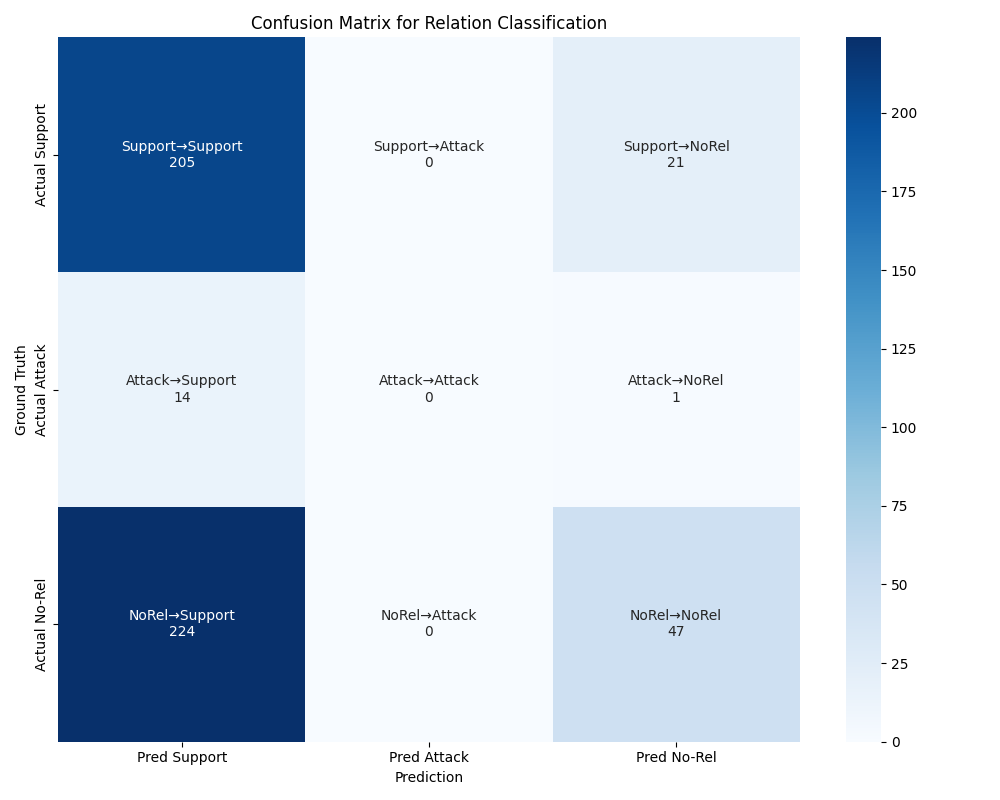 Confusion Matrix for Relation Classification
Ground Truth
Actual Support
Support→Support
205
Support→Attack
0
Support→NoRel
21
Actual Attack
Attack→Support
14
Attack→Attack
0
Attack→NoRel
1
Actual No-Rel
NoRel→Support
224
NoRel→Attack
0
NoRel→NoRel
47
Pred Support
Pred Attack
Pred No-Rel
Prediction
200
175
150
125
100
75
50
25
0